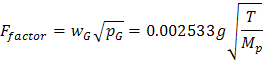 F_factor = w_G √p_G = 0.002533g √(T/M_p)